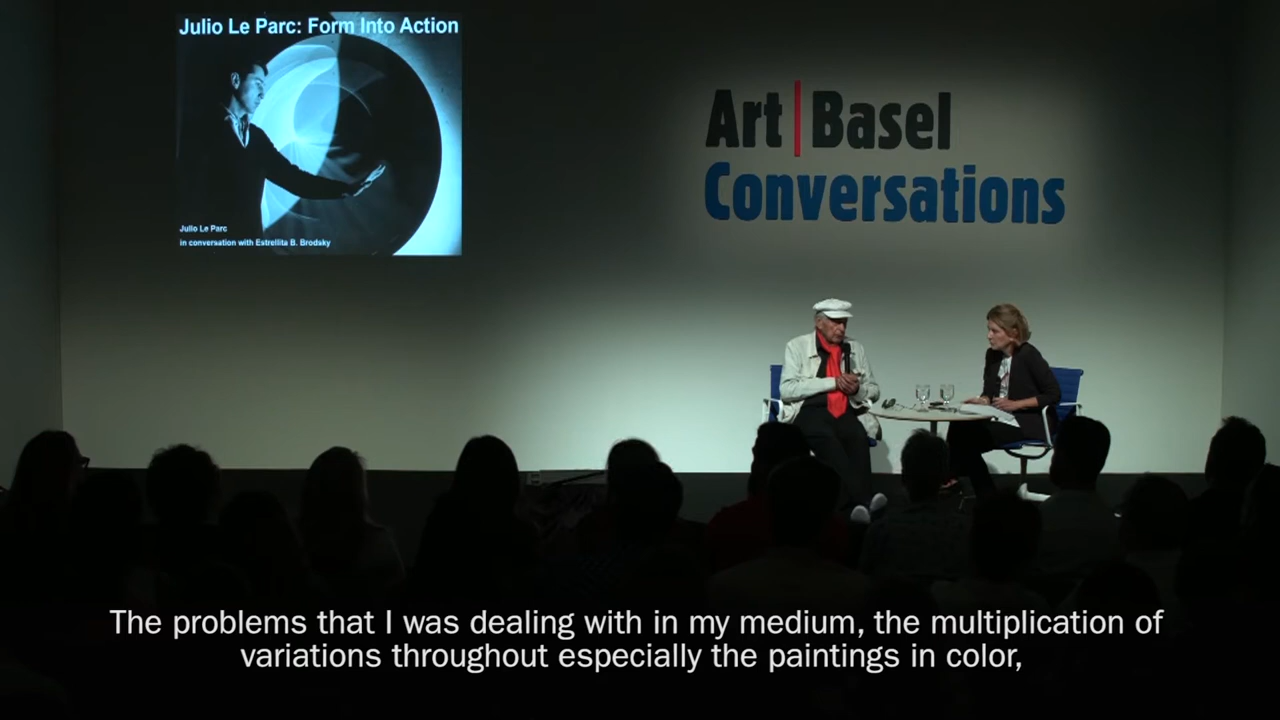 Julio Le Parc: Form Into Action
Julio Le Parc
in conversation with Estrellita B. Brodsky
Art|Basel
Conversations
The problems that I was dealing with in my medium, the multiplication of
variations throughout especially the paintings in color,